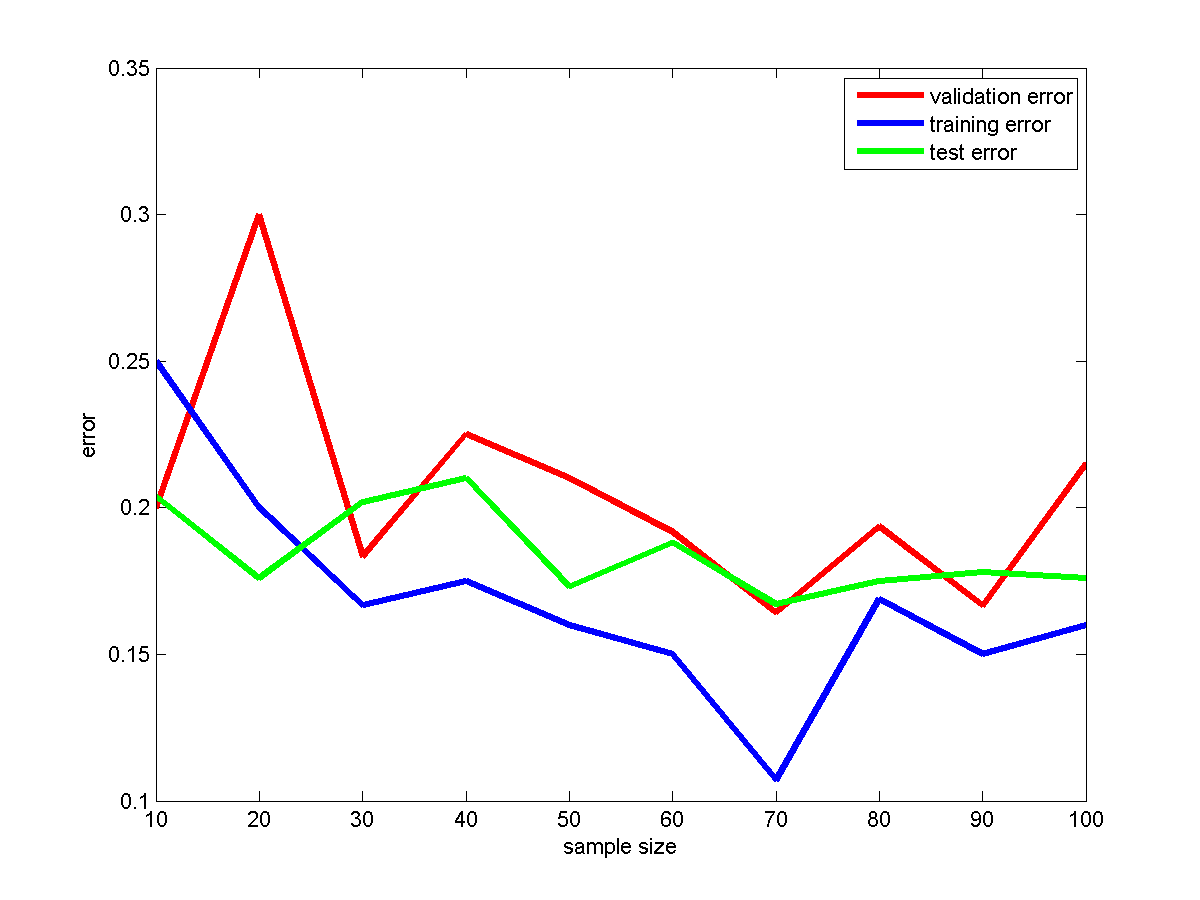 0.35
0.3
0.25
0.2
0.15
0.1
error
validation error
training error
test error
10 20 30 40 50 60 70 80 90 100
sample size